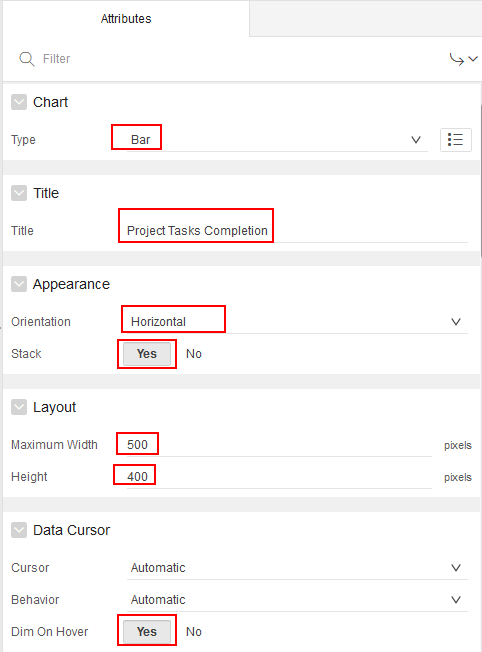 Attributes
Filter
Chart
Type Bar
Title
Title Project Tasks Completion
Appearance
Orientation Horizontal
Stack Yes No
Layout
Maximum Width 500 pixels
Height 400 pixels
Data Cursor
Cursor Automatic
Behavior Automatic
Dim On Hover Yes No